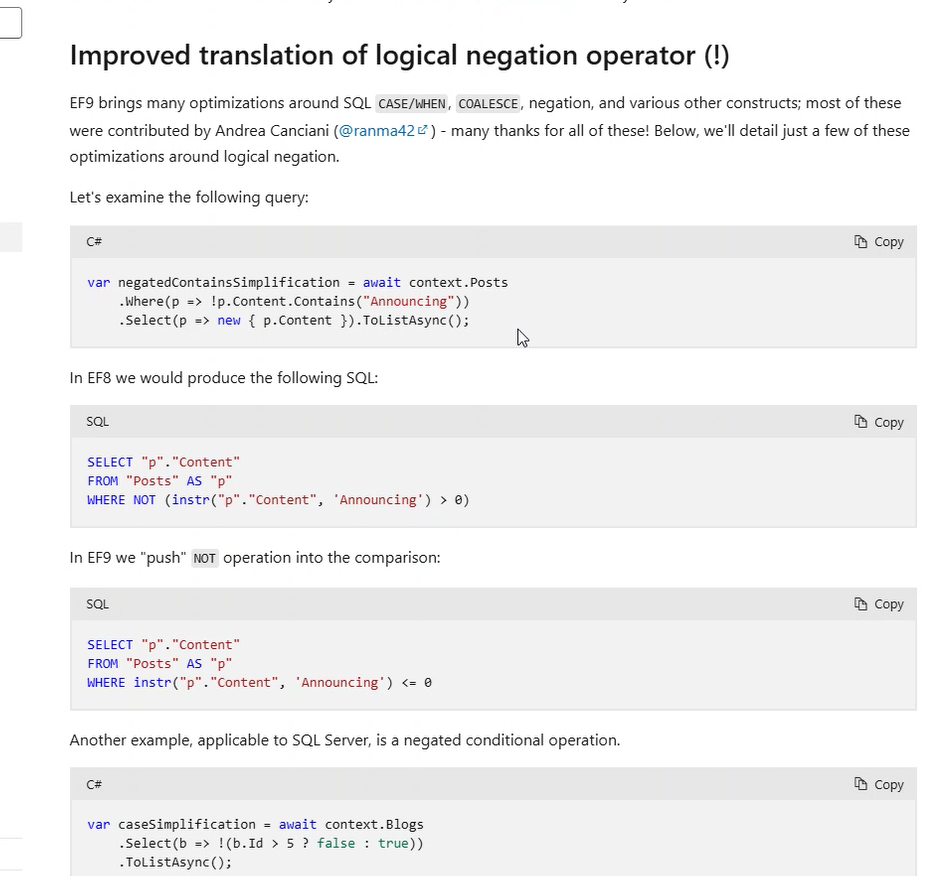 Improved translation of logical negation operator (!)
EF9 brings many optimizations around SQL CASE/WHEN, COALESCE, negation, and various other constructs; most of these
were contributed by Andrea Canciani (@ranma42) - many thanks for all of these! Below, we'll detail just a few of these
optimizations around logical negation.
Let's examine the following query:
C# Copy
var negatedContainsSimplification = await context.Posts
    .Where(p => !p.Content.Contains("Announcing"))
    .Select(p => new { p.Content }).ToListAsync();
In EF8 we would produce the following SQL:
SQL Copy
SELECT "p"."Content"
FROM "Posts" AS "p"
WHERE NOT (instr("p"."Content", 'Announcing') > 0)
In EF9 we "push" NOT operation into the comparison:
SQL Copy
SELECT "p"."Content"
FROM "Posts" AS "p"
WHERE instr("p"."Content", 'Announcing') <= 0
Another example, applicable to SQL Server, is a negated conditional operation.
C# Copy
var caseSimplification = await context.Blogs
    .Select(b => !(b.Id > 5 ? false : true))
    .ToListAsync();